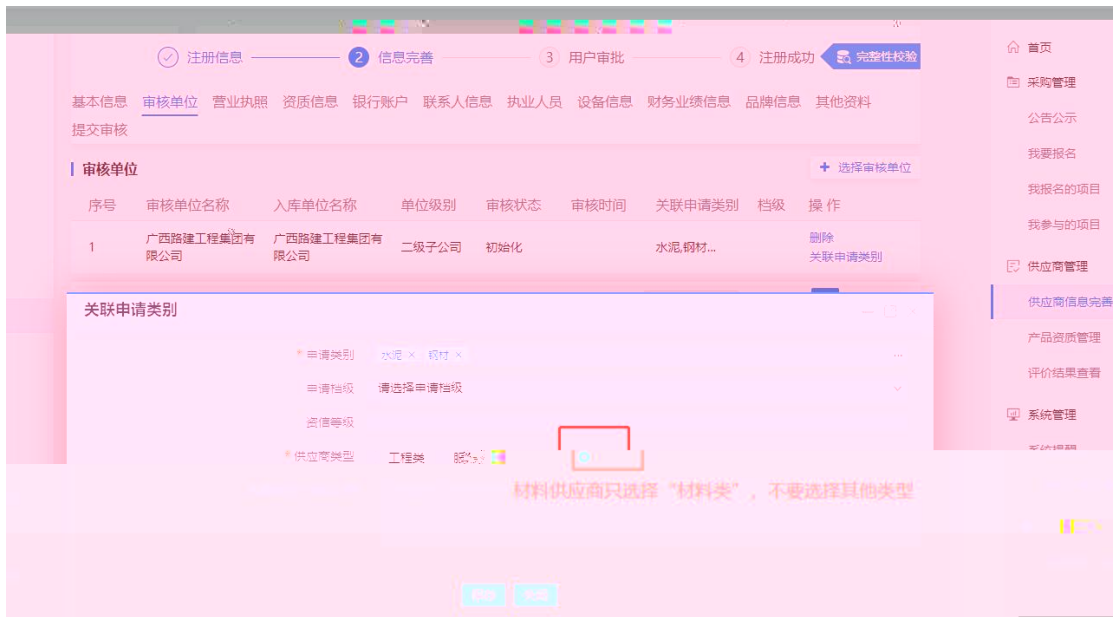 注册信息
2 信息完善
3 用户审批
4 注册成功
完整性校验
基本信息 审核单位 营业执照 资质信息 银行账户 联系人信息 执业人员 设备信息 财务业绩信息 品牌信息 其他资料
提交审核
审核单位
+ 选择审核单位
序号 审核单位名称 入库单位名称 单位级别 审核状态 审核时间 关联申请类别 档级 操作
1 广西路建工程集团有限公司 广西路建工程集团有限公司 二级子公司 初始化 水泥,钢材... 删除
关联申请类别
关联申请类别
* 申请类别 水泥 × 钢材 × ...
申请档级 请选择申请档级
资信等级
* 供应商类型 工程类
材料供应商只选择“材料类”，不要选择其他类型
首页
采购管理
公告公示
我要报名
我报名的项目
我参与的项目
供应商管理
供应商信息完善
产品资质管理
评价结果查看
系统管理